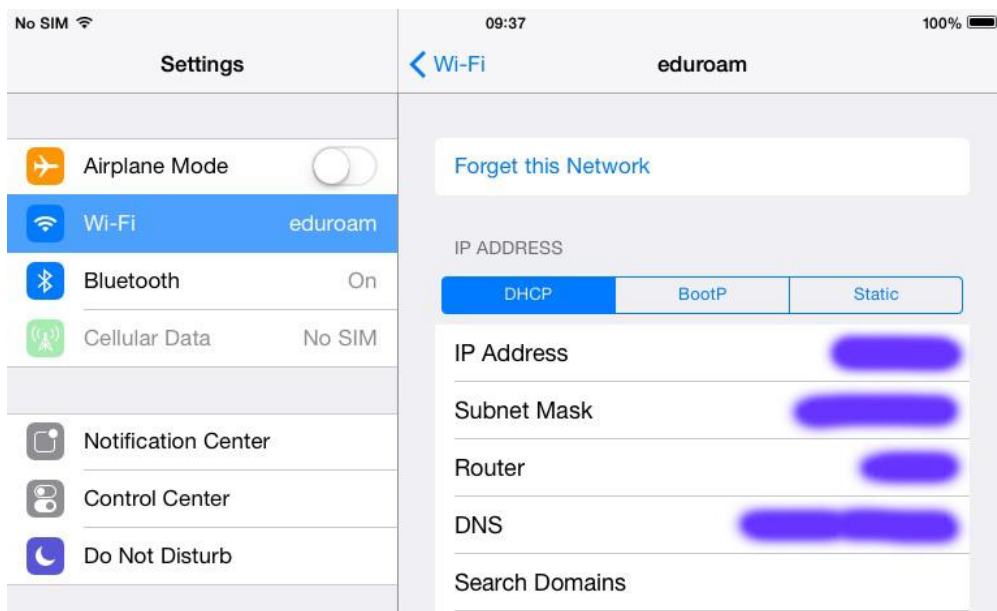 No SIM 09:37 100%
Settings
Wi-Fi eduroam
Airplane Mode
Wi-Fi eduroam
Bluetooth On
Cellular Data No SIM
Notification Center
Control Center
Do Not Disturb
Forget this Network
IP ADDRESS
DHCP BootP Static
IP Address
Subnet Mask
Router
DNS
Search Domains